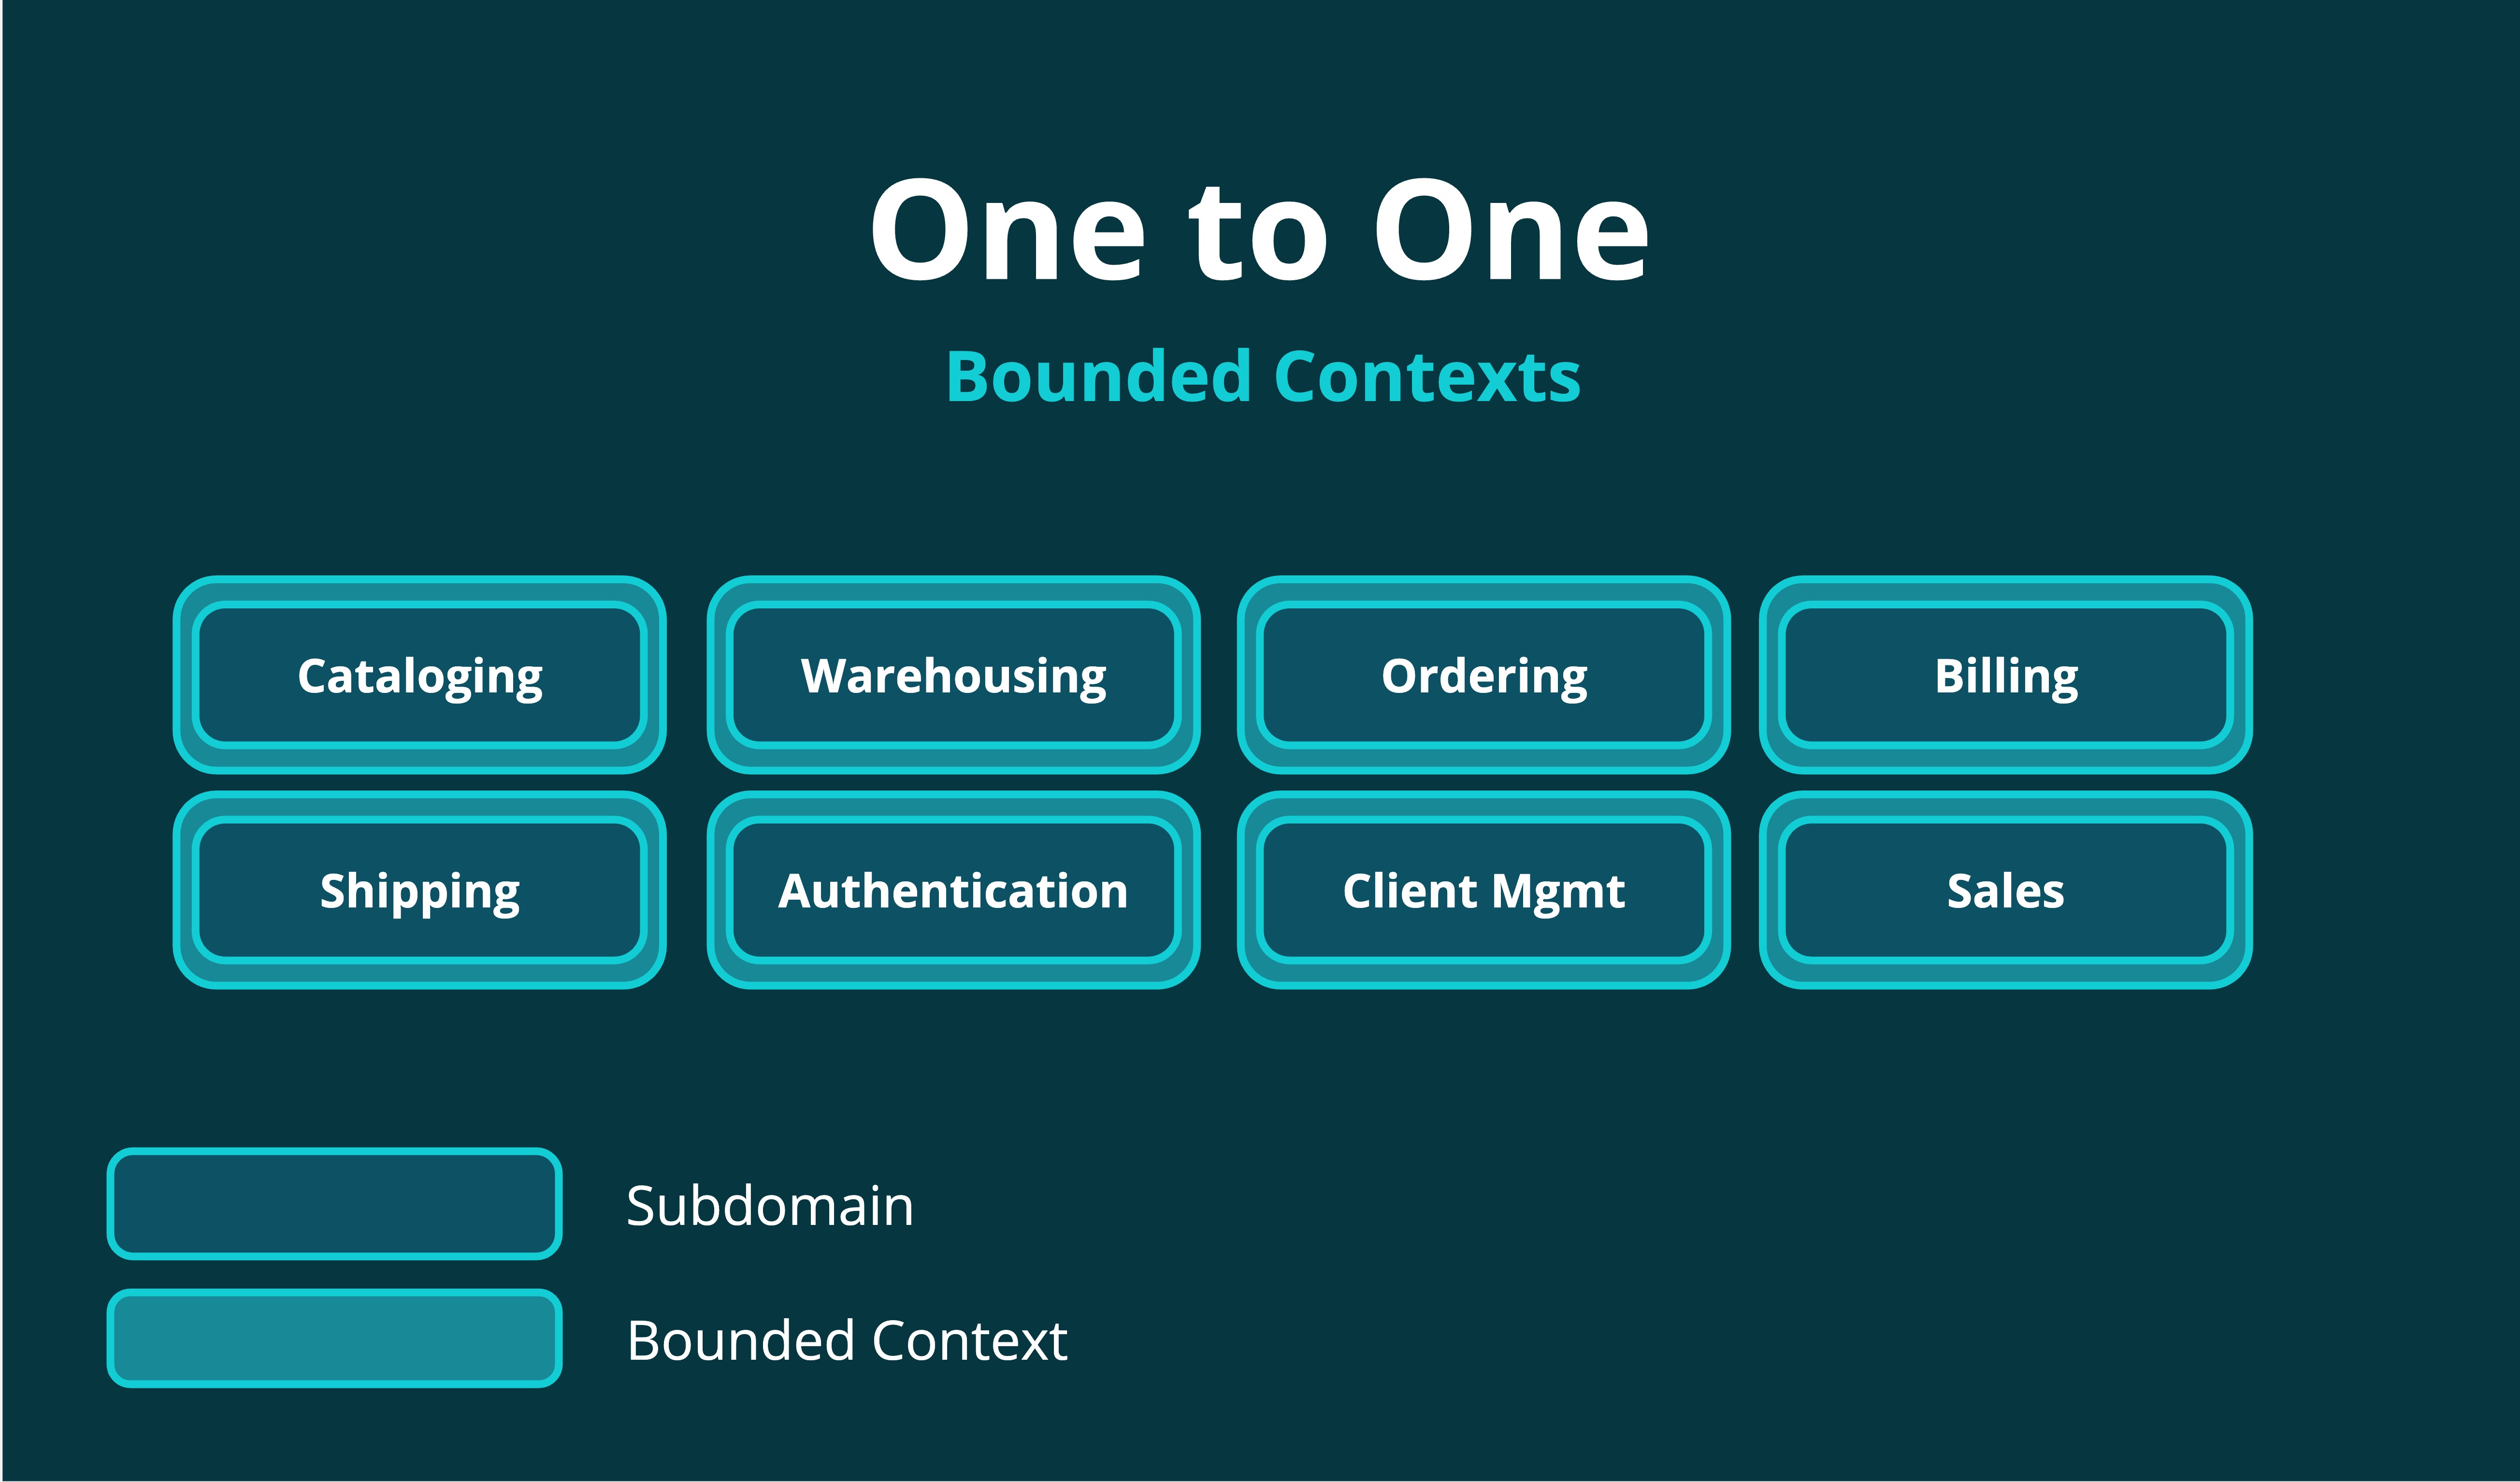 One to One
Bounded Contexts
Cataloging
Warehousing
Ordering
Billing
Shipping
Authentication
Client Mgmt
Sales
Subdomain
Bounded Context